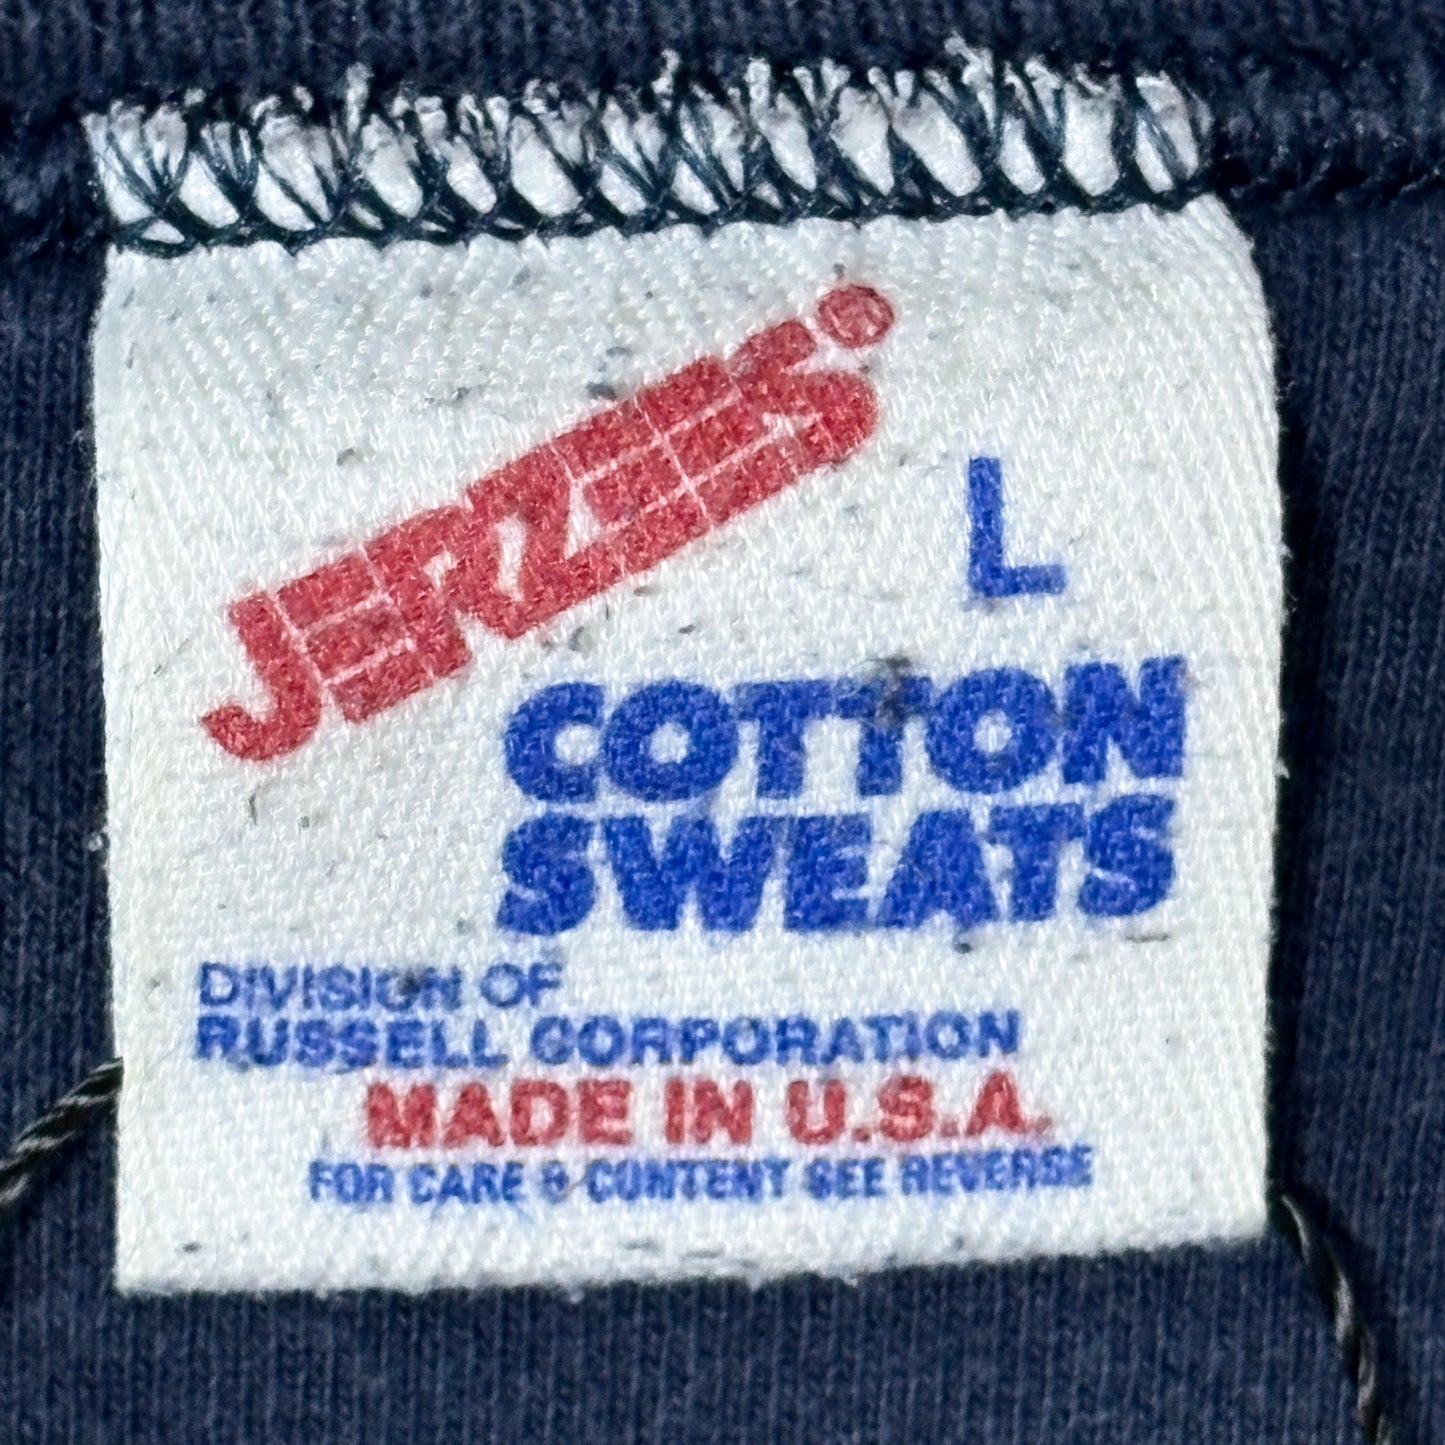 JERZEES®
L
COTTON
SWEATS
DIVISION OF
RUSSELL CORPORATION
MADE IN U.S.A.
FOR CARE & CONTENT SEE REVERSE